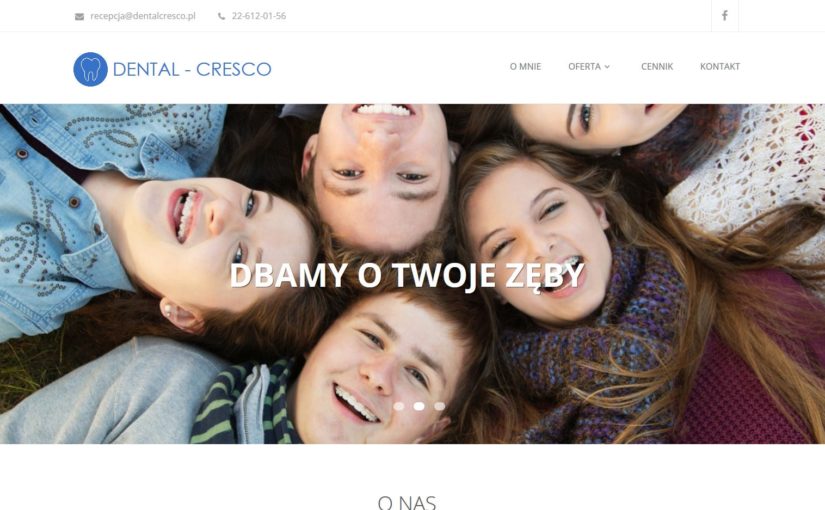 recepcja@dentalcresco.pl 22-612-01-56
DENTAL - CRESCO
O MNIE OFERTA CENNIK KONTAKT
DBAMY O TWOJE ZĘBY
O NAS